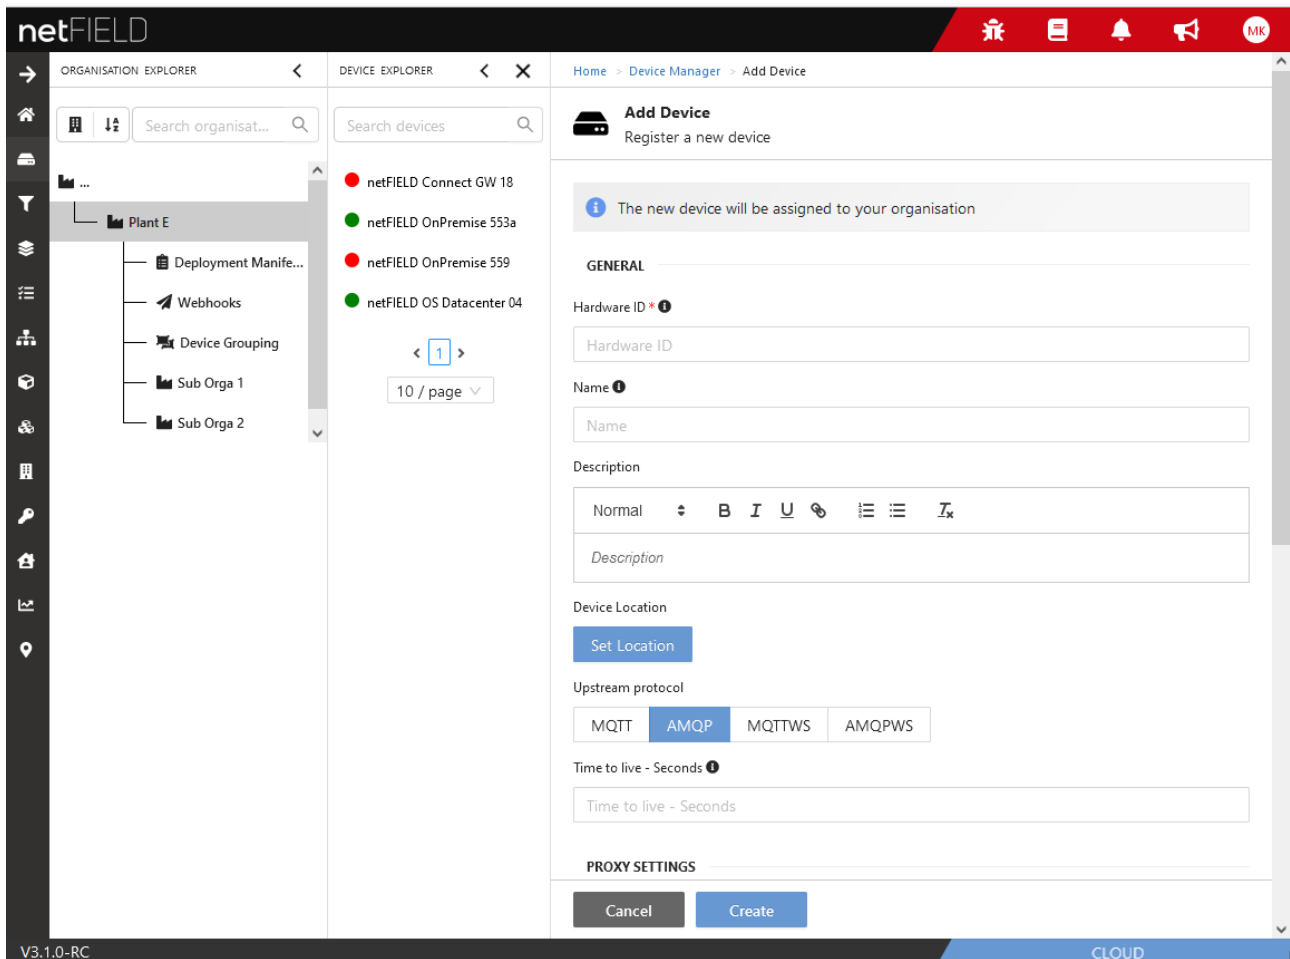 netFIELD
MK
ORGANISATION EXPLORER
Search organisat...
...
Plant E
Deployment Manife...
Webhooks
Device Grouping
Sub Orga 1
Sub Orga 2
DEVICE EXPLORER
Search devices
netFIELD Connect GW 18
netFIELD OnPremise 553a
netFIELD OnPremise 559
netFIELD OS Datacenter 04
< 1 >
10 / page
Home > Device Manager > Add Device
Add Device
Register a new device
The new device will be assigned to your organisation
GENERAL
Hardware ID *
Hardware ID
Name
Name
Description
Normal B I U
Description
Device Location
Set Location
Upstream protocol
MQTT AMQP MQTTWS AMQPWS
Time to live - Seconds
Time to live - Seconds
PROXY SETTINGS
Cancel Create
V3.1.0-RC
CLOUD